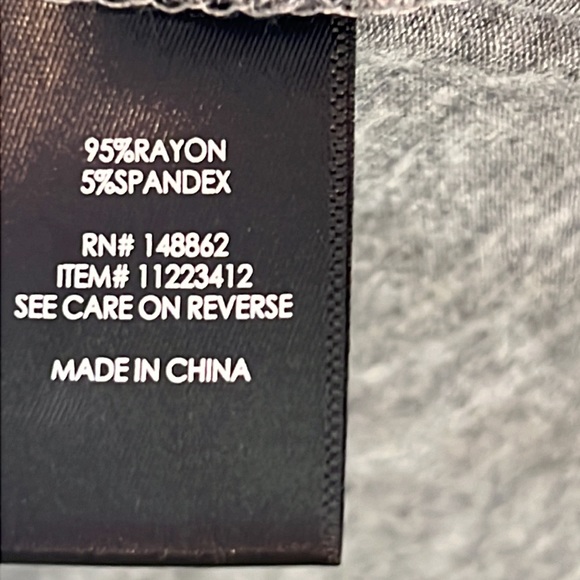 95%RAYON
5%SPANDEX
RN# 148862
ITEM# 11223412
SEE CARE ON REVERSE
MADE IN CHINA